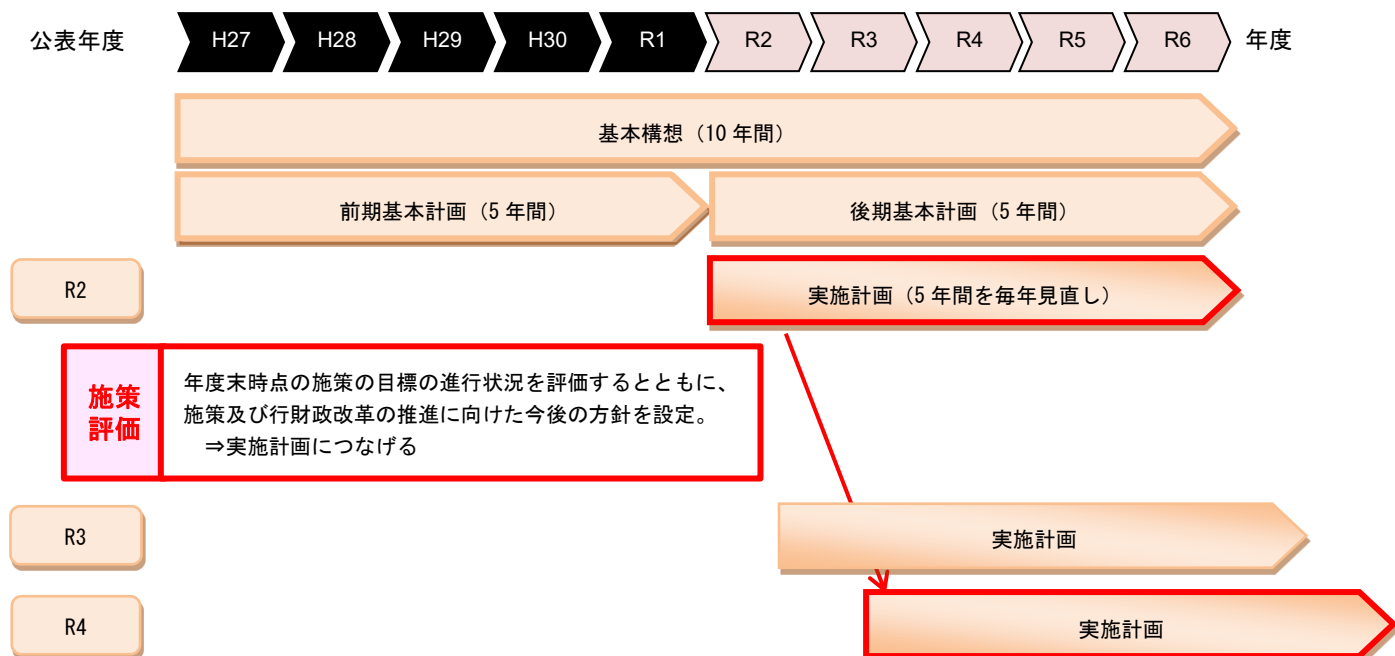 公表年度 H27 H28 H29 H30 R1 R2 R3 R4 R5 R6 年度
基本構想（10年間）
前期基本計画（5年間） 後期基本計画（5年間）
R2 実施計画（5年間を毎年見直し）
施策
評価
年度末時点の施策の目標の進行状況を評価するとともに、
施策及び行財政改革の推進に向けた今後の方針を設定。
⇒実施計画につなげる
R3 実施計画
R4 実施計画